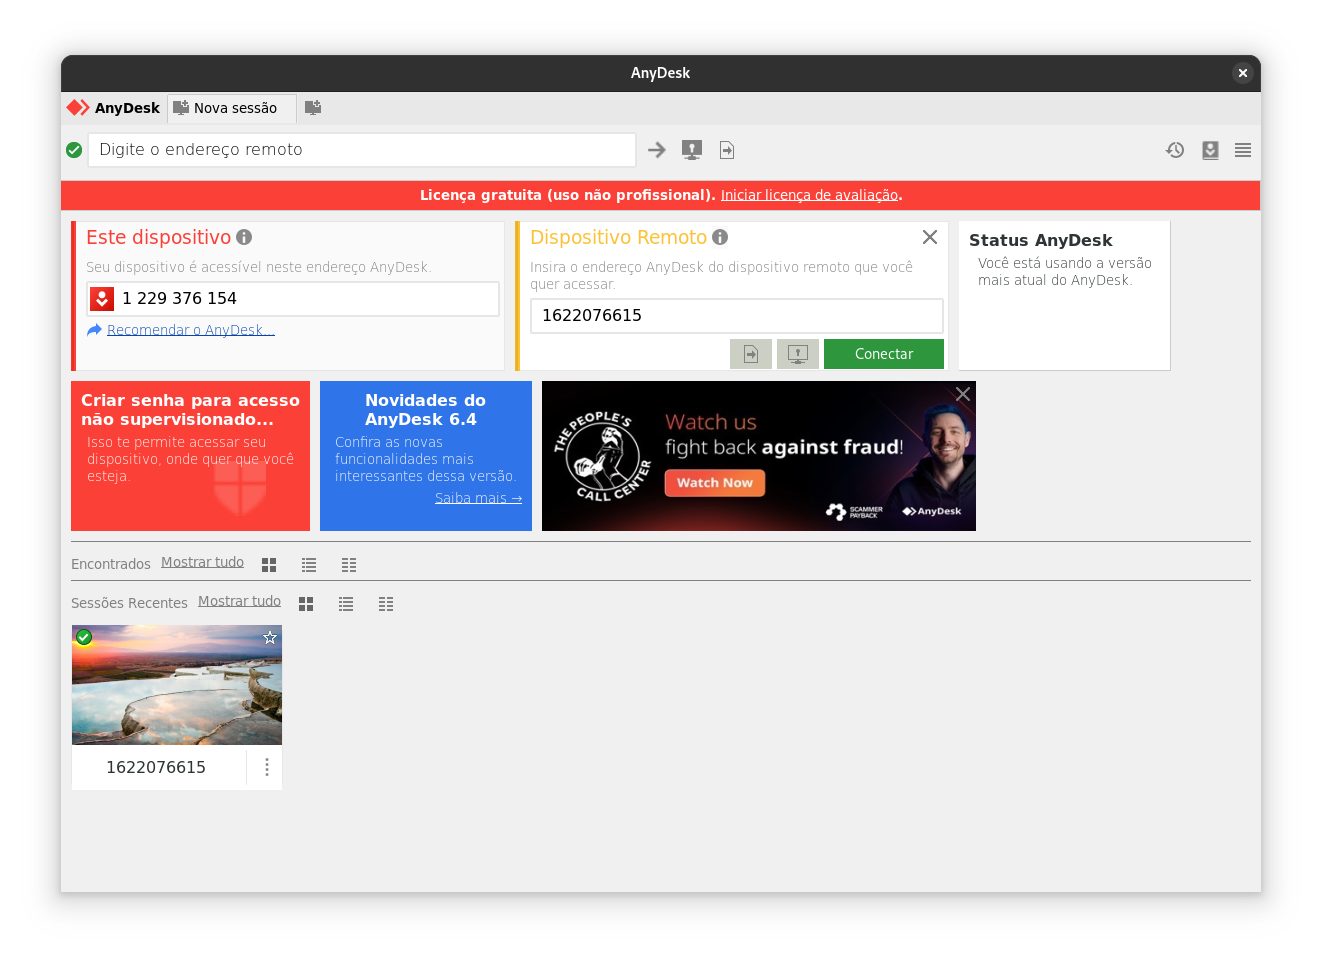 AnyDesk
AnyDesk
Nova sessão
Digite o endereço remoto
Licença gratuita (uso não profissional). Iniciar licença de avaliação.
Este dispositivo
Seu dispositivo é acessível neste endereço AnyDesk.
1 229 376 154
Recomendar o AnyDesk...
Dispositivo Remoto
Insira o endereço AnyDesk do dispositivo remoto que você
quer acessar.
1622076615
Conectar
Status AnyDesk
Você está usando a versão
mais atual do AnyDesk.
Criar senha para acesso
não supervisionado...
Isso te permite acessar seu
dispositivo, onde quer que você
esteja.
Novidades do
AnyDesk 6.4
Confira as novas
funcionalidades mais
interessantes dessa versão.
Saiba mais →
THE PEOPLE'S
CALL CENTER
Watch us
fight back against fraud!
Watch Now
SCAMMER
PAYBACK
AnyDesk
Encontrados
Mostrar tudo
Sessões Recentes
Mostrar tudo
1622076615